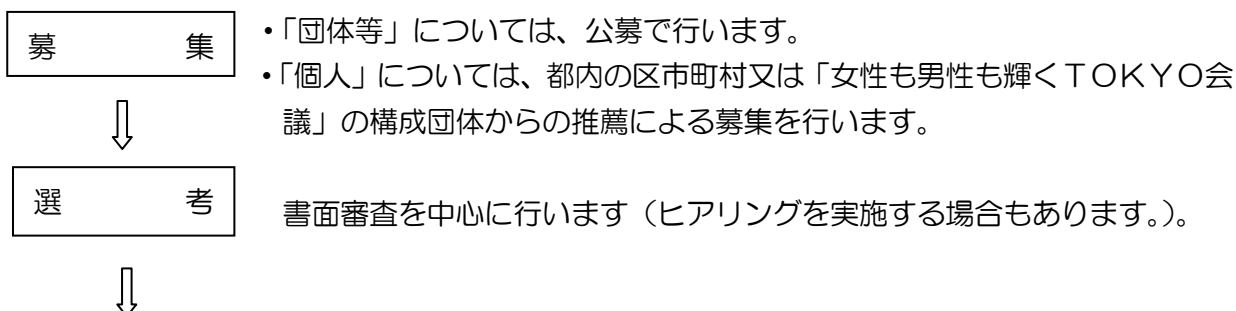 募　　　集
・「団体等」については、公募で行います。
・「個人」については、都内の区市町村又は「女性も男性も輝くTOKYO会
議」の構成団体からの推薦による募集を行います。
選　　　考
書面審査を中心に行います（ヒアリングを実施する場合もあります。）。